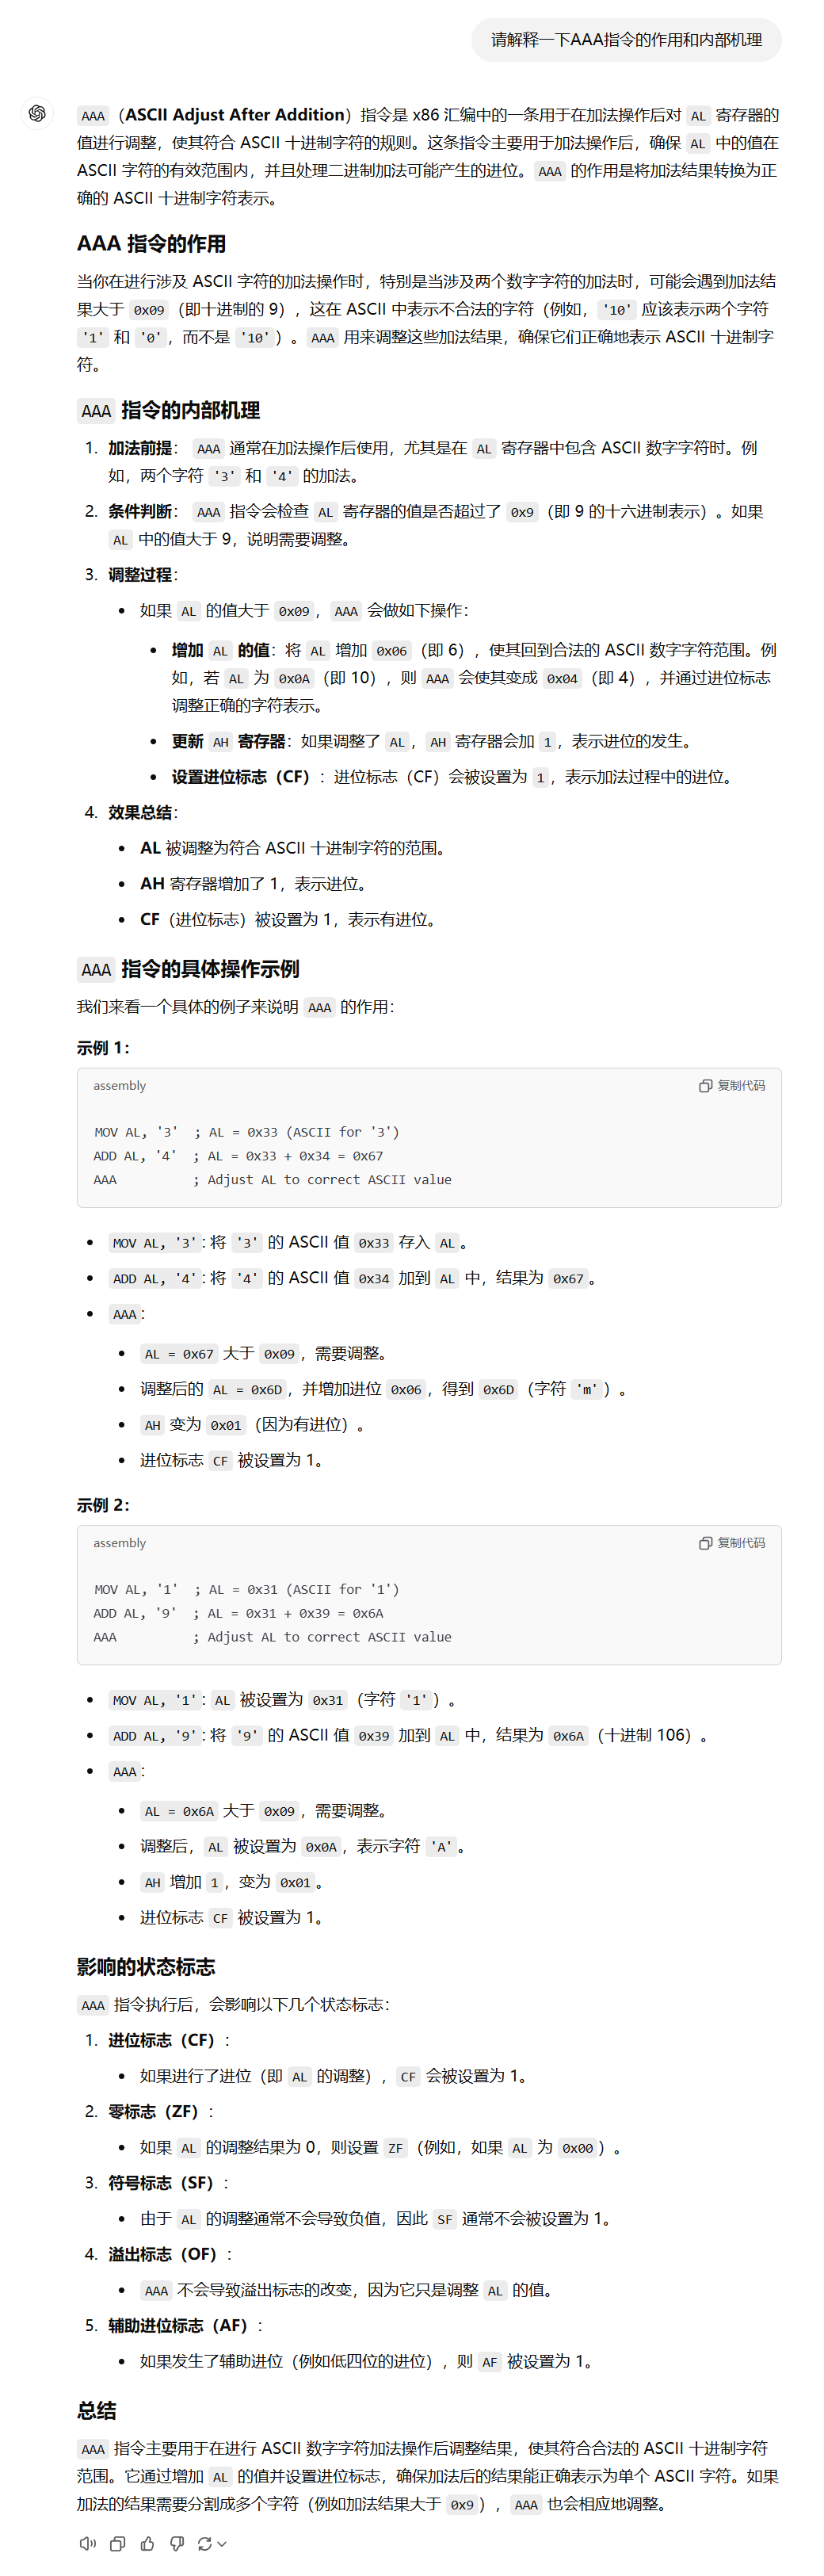 请解释一下AAA指令的作用和内部机理
AAA（ASCII Adjust After Addition）指令是 x86 汇编中的一条用于在加法操作后对 AL 寄存器的
值进行调整，使其符合 ASCII 十进制字符的规则。这条指令主要用于加法操作后，确保 AL 中的值在
ASCII 字符的有效范围内，并且处理二进制加法可能产生的进位。AAA 的作用是将加法结果转换为正
确的 ASCII 十进制字符表示。
AAA 指令的作用
当你在进行涉及 ASCII 字符的加法操作时，特别是当涉及两个数字字符的加法时，可能会遇到加法结
果大于 0x09（即十进制的 9），这在 ASCII 中表示不合法的字符（例如，'10' 应该表示两个字符
'1' 和 '0'，而不是 '10'）。AAA 用来调整这些加法结果，确保它们正确地表示 ASCII 十进制字
符。
AAA 指令的内部机理
1. 加法前提： AAA 通常在加法操作后使用，尤其是在 AL 寄存器中包含 ASCII 数字字符时。例
如，两个字符 '3' 和 '4' 的加法。
2. 条件判断： AAA 指令会检查 AL 寄存器的值是否超过了 0x9（即 9 的十六进制表示）。如果
AL 中的值大于 9，说明需要调整。
3. 调整过程：
• 如果 AL 的值大于 0x09，AAA 会做如下操作：
• 增加 AL 的值：将 AL 增加 0x06（即 6），使其回到合法的 ASCII 数字字符范围。例
如，若 AL 为 0x0A（即 10），则 AAA 会使其变成 0x04（即 4），并通过进位标志
调整正确的字符表示。
• 更新 AH 寄存器：如果调整了 AL，AH 寄存器会加 1，表示进位的发生。
• 设置进位标志（CF）：进位标志（CF）会被设置为 1，表示加法过程中的进位。
4. 效果总结：
• AL 被调整为符合 ASCII 十进制字符的范围。
• AH 寄存器增加了 1，表示进位。
• CF（进位标志）被设置为 1，表示有进位。
AAA 指令的具体操作示例
我们来看一个具体的例子来说明 AAA 的作用：
示例 1：
assembly 复制代码
MOV AL, '3'  ; AL = 0x33 (ASCII for '3')
ADD AL, '4'  ; AL = 0x33 + 0x34 = 0x67
AAA          ; Adjust AL to correct ASCII value
• MOV AL, '3'：将 '3' 的 ASCII 值 0x33 存入 AL。
• ADD AL, '4'：将 '4' 的 ASCII 值 0x34 加到 AL 中，结果为 0x67。
• AAA：
• AL = 0x67 大于 0x09，需要调整。
• 调整后的 AL = 0x6D，并增加进位 0x06，得到 0x6D（字符 'm'）。
• AH 变为 0x01（因为有进位）。
• 进位标志 CF 被设置为 1。
示例 2：
assembly 复制代码
MOV AL, '1'  ; AL = 0x31 (ASCII for '1')
ADD AL, '9'  ; AL = 0x31 + 0x39 = 0x6A
AAA          ; Adjust AL to correct ASCII value
• MOV AL, '1'：AL 被设置为 0x31（字符 '1'）。
• ADD AL, '9'：将 '9' 的 ASCII 值 0x39 加到 AL 中，结果为 0x6A（十进制 106）。
• AAA：
• AL = 0x6A 大于 0x09，需要调整。
• 调整后，AL 被设置为 0x0A，表示字符 'A'。
• AH 增加 1，变为 0x01。
• 进位标志 CF 被设置为 1。
影响的状态标志
AAA 指令执行后，会影响以下几个状态标志：
1. 进位标志（CF）：
• 如果进行了进位（即 AL 的调整），CF 会被设置为 1。
2. 零标志（ZF）：
• 如果 AL 的调整结果为 0，则设置 ZF（例如，如果 AL 为 0x00）。
3. 符号标志（SF）：
• 由于 AL 的调整通常不会导致负值，因此 SF 通常不会被设置为 1。
4. 溢出标志（OF）：
• AAA 不会导致溢出标志的改变，因为它只是调整 AL 的值。
5. 辅助进位标志（AF）：
• 如果发生了辅助进位（例如低四位的进位），则 AF 被设置为 1。
总结
AAA 指令主要用于在进行 ASCII 数字字符加法操作后调整结果，使其符合合法的 ASCII 十进制字符
范围。它通过增加 AL 的值并设置进位标志，确保加法后的结果能正确表示为单个 ASCII 字符。如果
加法的结果需要分割成多个字符（例如加法结果大于 0x9），AAA 也会相应地调整。